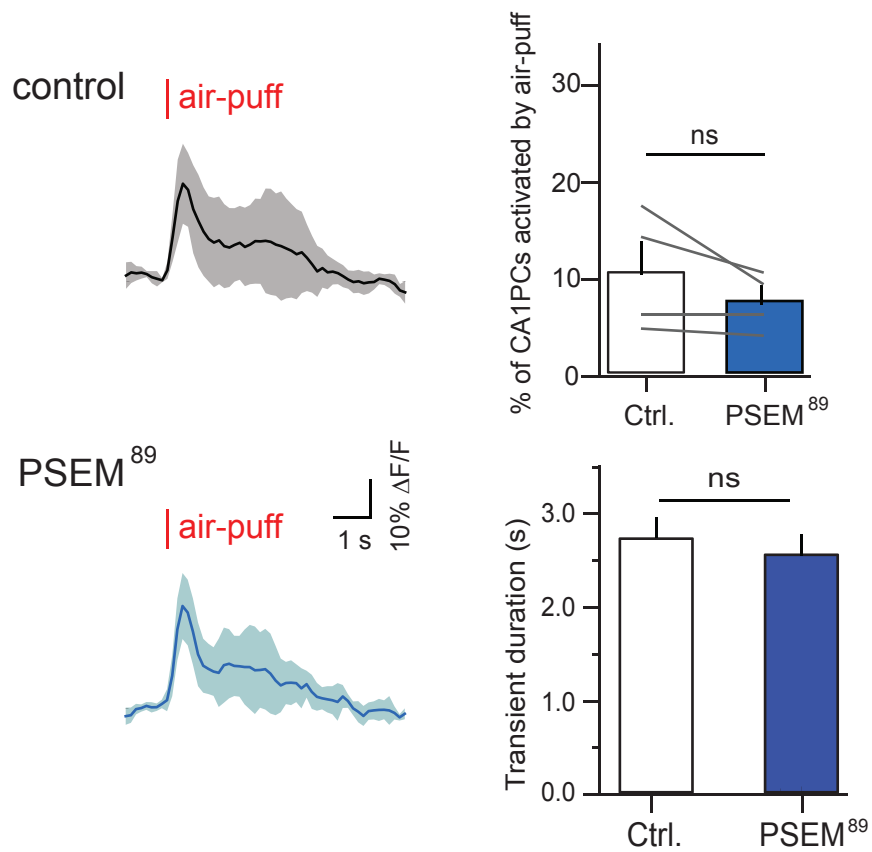 control
air-puff
PSEM89
air-puff
1 s
10% ΔF/F
% of CA1PCs activated by air-puff
30
20
10
0
ns
Ctrl.
PSEM89
Transient duration (s)
3.0
2.0
1.0
0.0
ns
Ctrl.
PSEM89